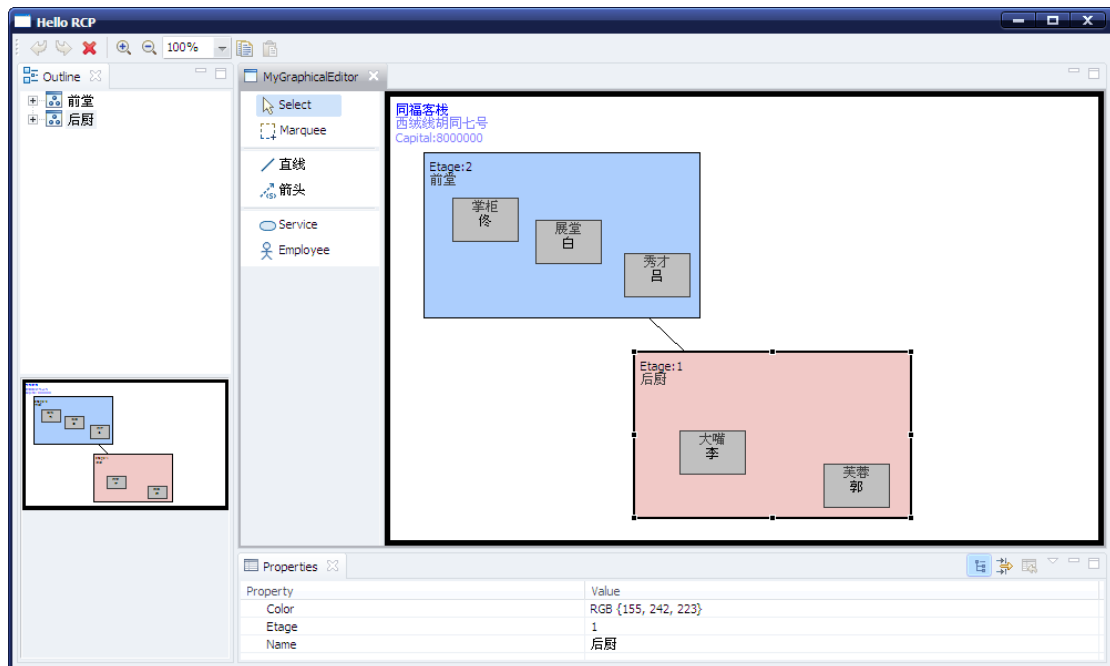 Hello RCP
100%
Outline
前堂
后厨
MyGraphicalEditor
Select
Marquee
直线
箭头
Service
Employee
同福客栈
西绒线胡同七号
Capital:8000000
Etage:2
前堂
掌柜
佟
展堂
白
秀才
吕
Etage:1
后厨
大嘴
李
芙蓉
郭
Properties
Property Value
Color RGB {155, 242, 223}
Etage 1
Name 后厨